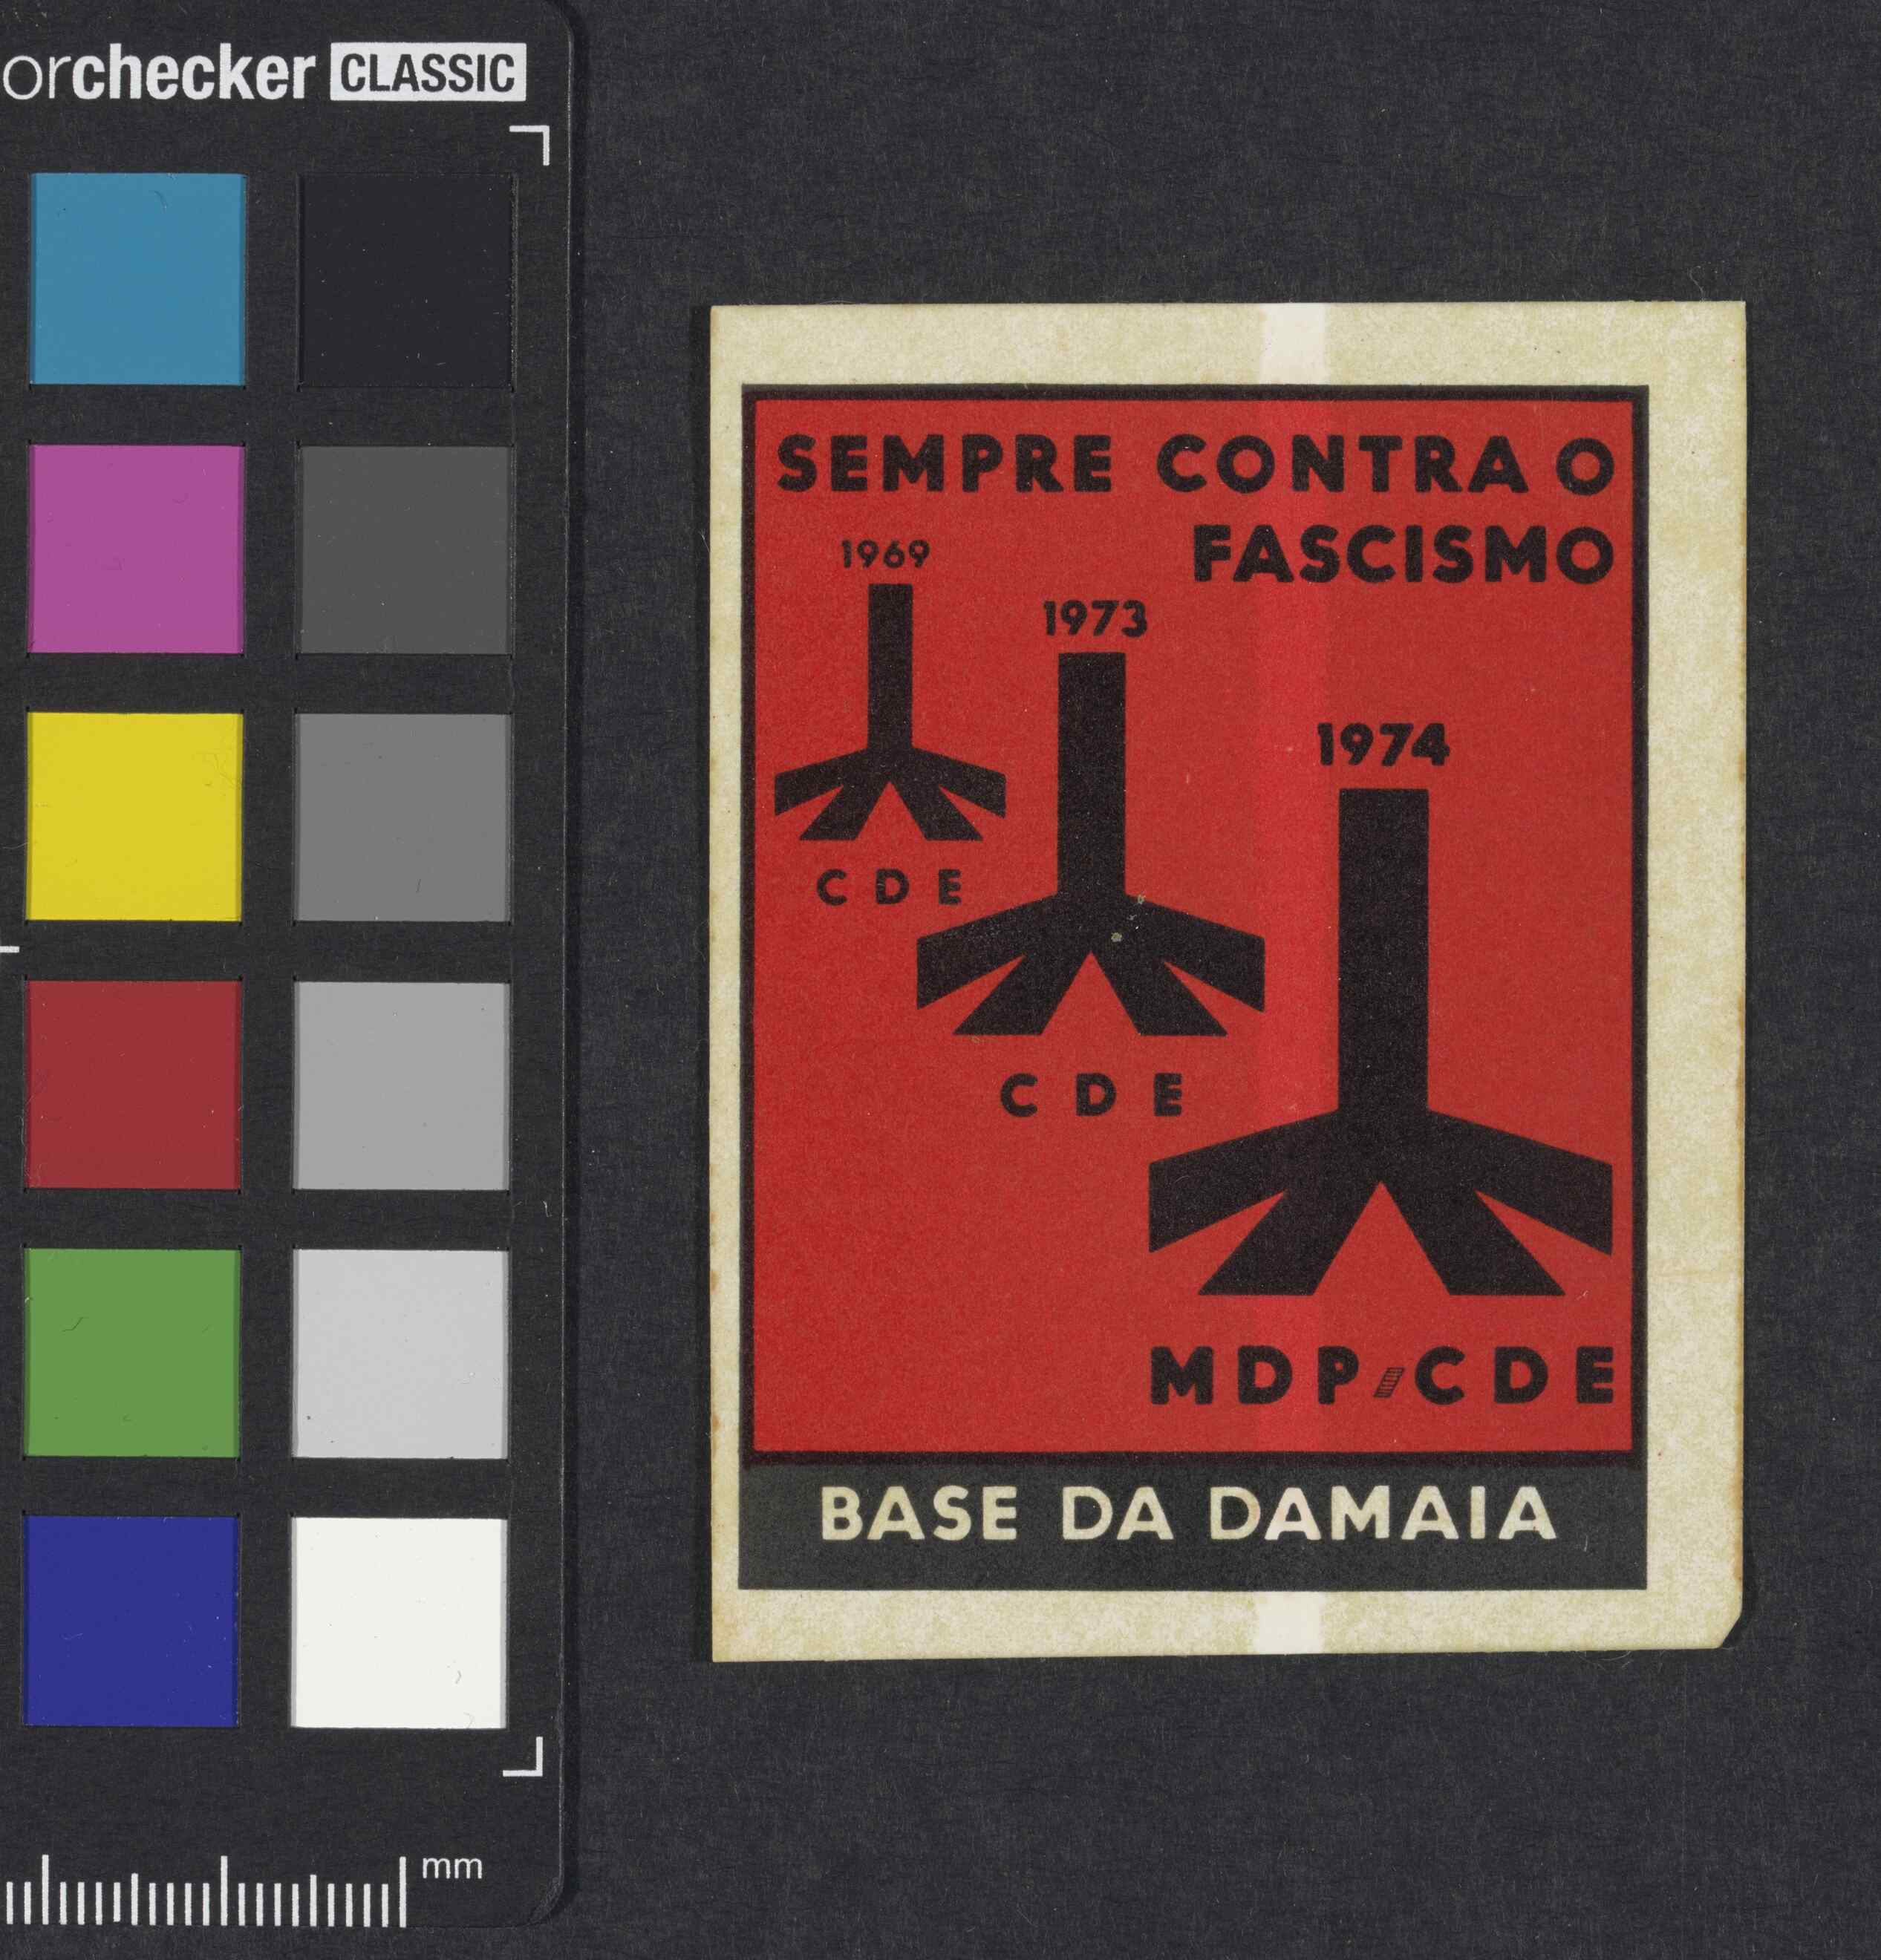 orchecker CLASSIC
SEMPRE CONTRA O
FASCISMO
1969
1973
1974
CDE
CDE
MDP/CDE
BASE DA DAMAIA
mm